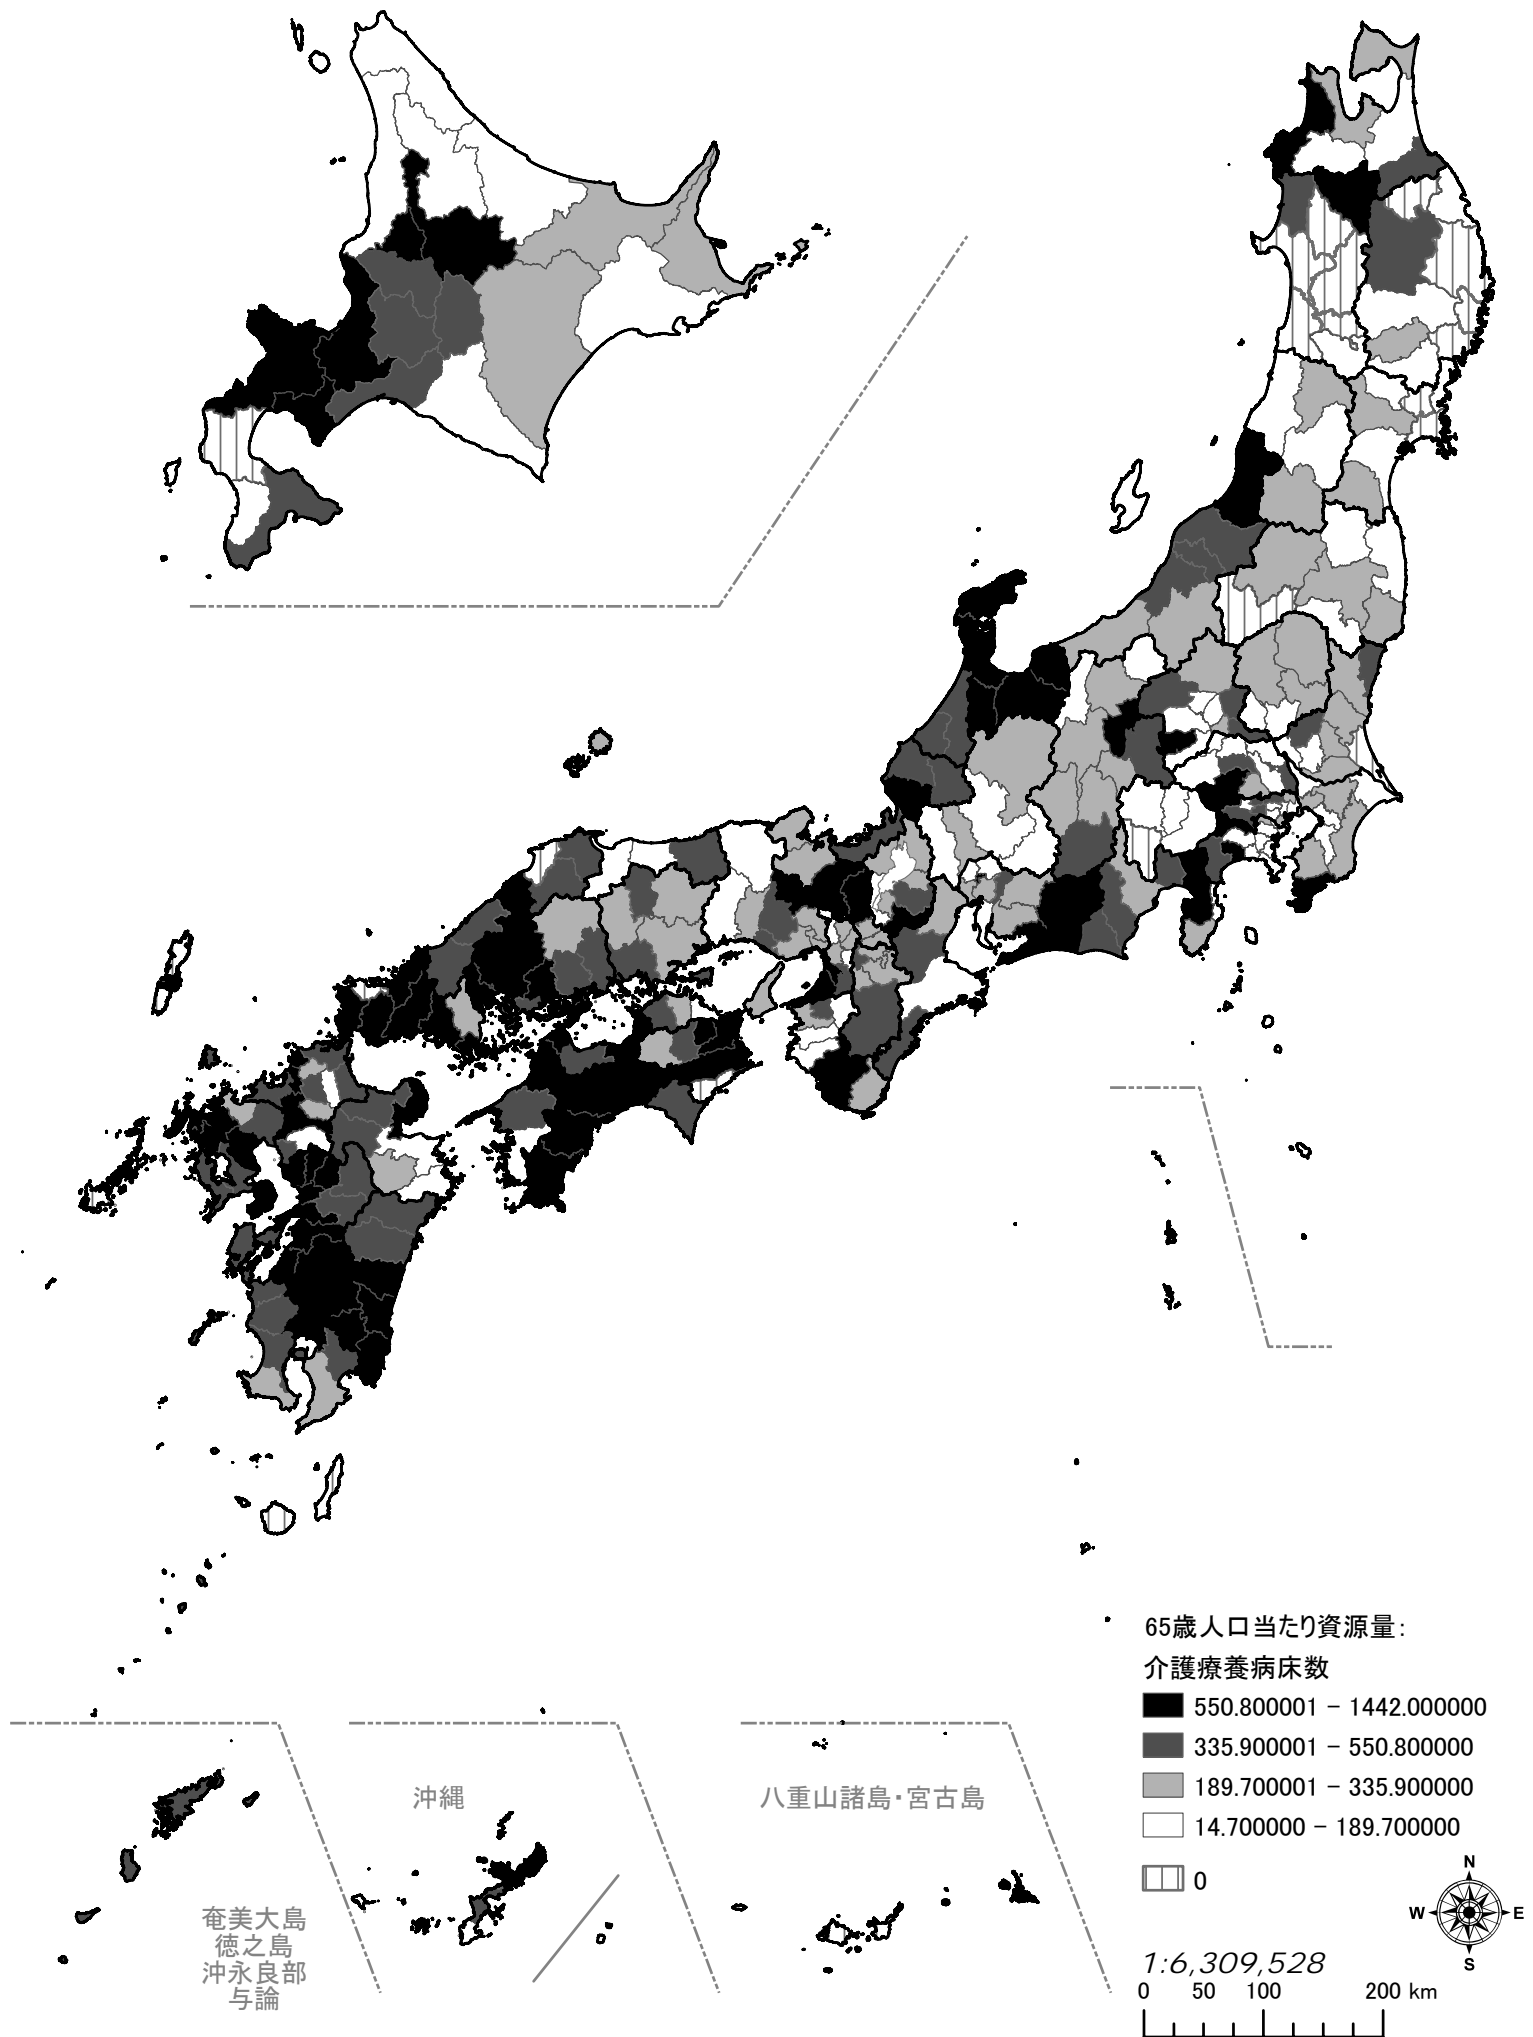 65歳人口当たり資源量:
介護療養病床数
550.800001 - 1442.000000
335.900001 - 550.800000
189.700001 - 335.900000
14.700000 - 189.700000
0
N
W
E
S
1:6,309,528
0 50 100 200 km
沖縄
八重山諸島・宮古島
奄美大島
徳之島
沖永良部
与論